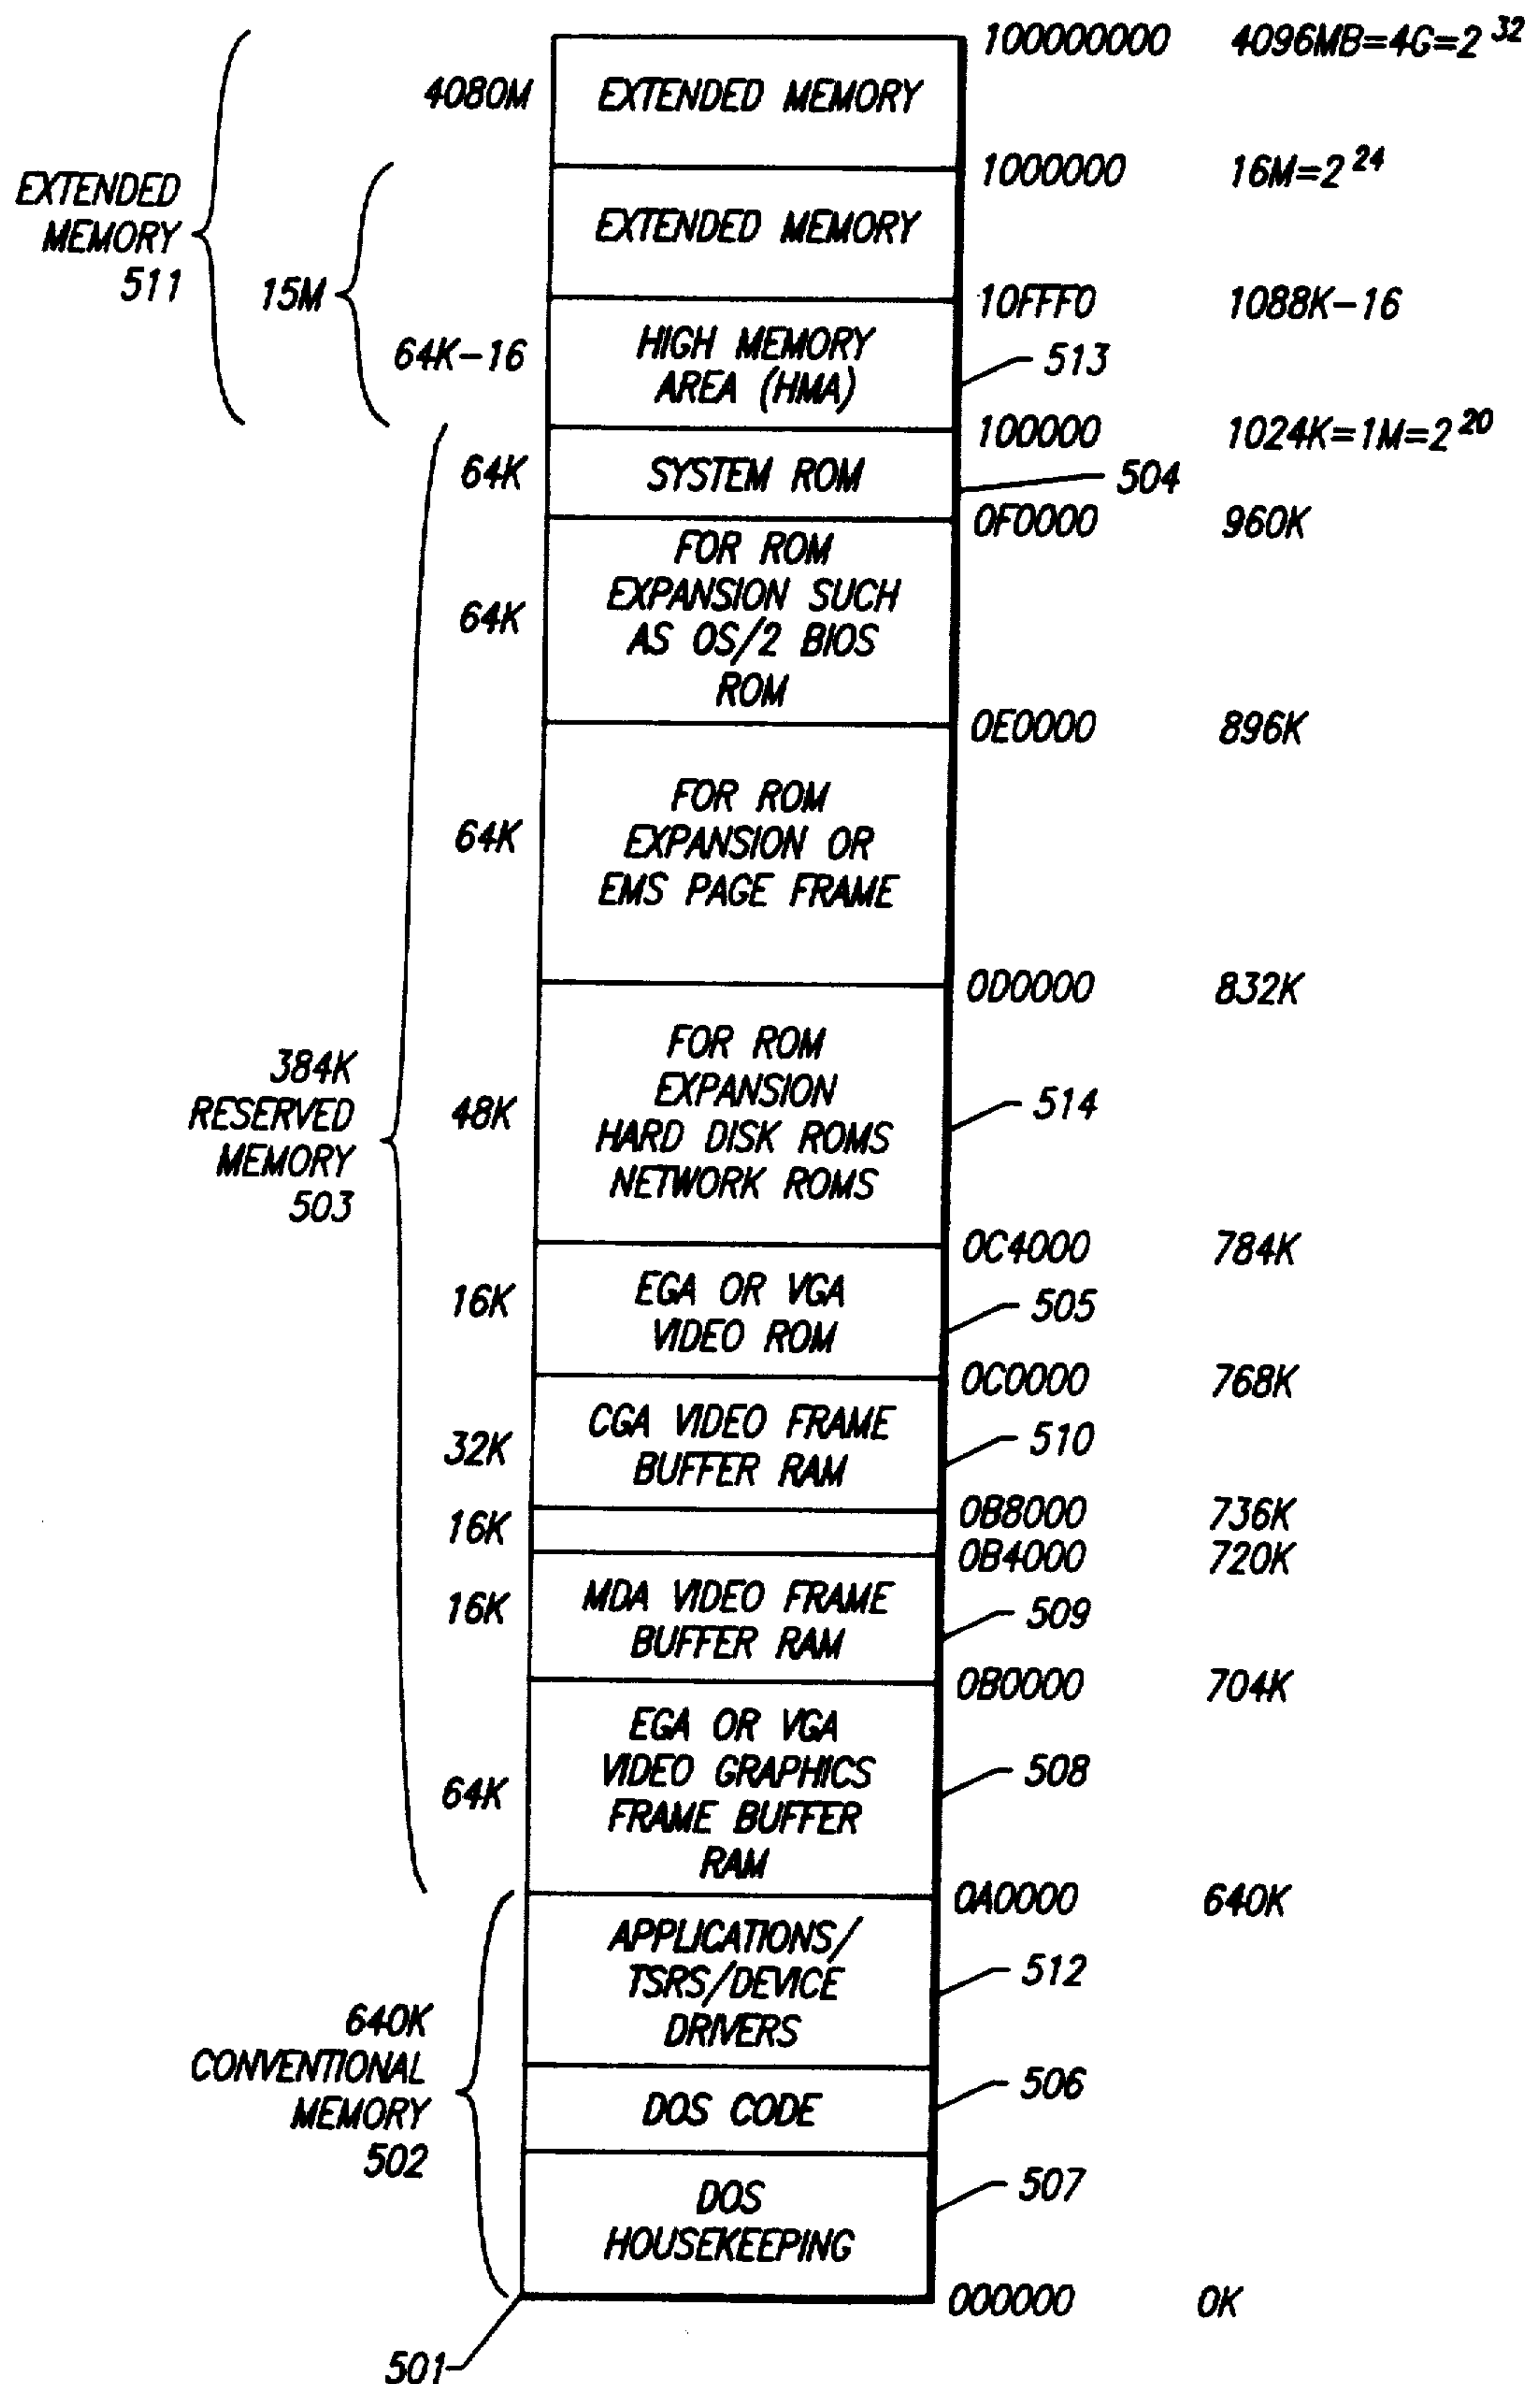 100000000 4096MB=4G=2^32
4080M EXTENDED MEMORY
1000000 16M=2^24
EXTENDED
MEMORY
511
15M
EXTENDED MEMORY
10FFF0 1088K-16
64K-16
HIGH MEMORY
AREA (HMA)
513
100000 1024K=1M=2^20
64K SYSTEM ROM
504
0F0000 960K
64K
FOR ROM
EXPANSION SUCH
AS OS/2 BIOS
ROM
0E0000 896K
64K
FOR ROM
EXPANSION OR
EMS PAGE FRAME
0D0000 832K
384K
RESERVED
MEMORY
503
48K
FOR ROM
EXPANSION
HARD DISK ROMS
NETWORK ROMS
514
0C4000 784K
16K
EGA OR VGA
VIDEO ROM
505
0C0000 768K
32K
CGA VIDEO FRAME
BUFFER RAM
510
0B8000 736K
16K
0B4000 720K
16K
MDA VIDEO FRAME
BUFFER RAM
509
0B0000 704K
64K
EGA OR VGA
VIDEO GRAPHICS
FRAME BUFFER
RAM
508
0A0000 640K
640K
CONVENTIONAL
MEMORY
502
APPLICATIONS/
TSRS/DEVICE
DRIVERS
512
DOS CODE
506
DOS
HOUSEKEEPING
507
000000 0K
501